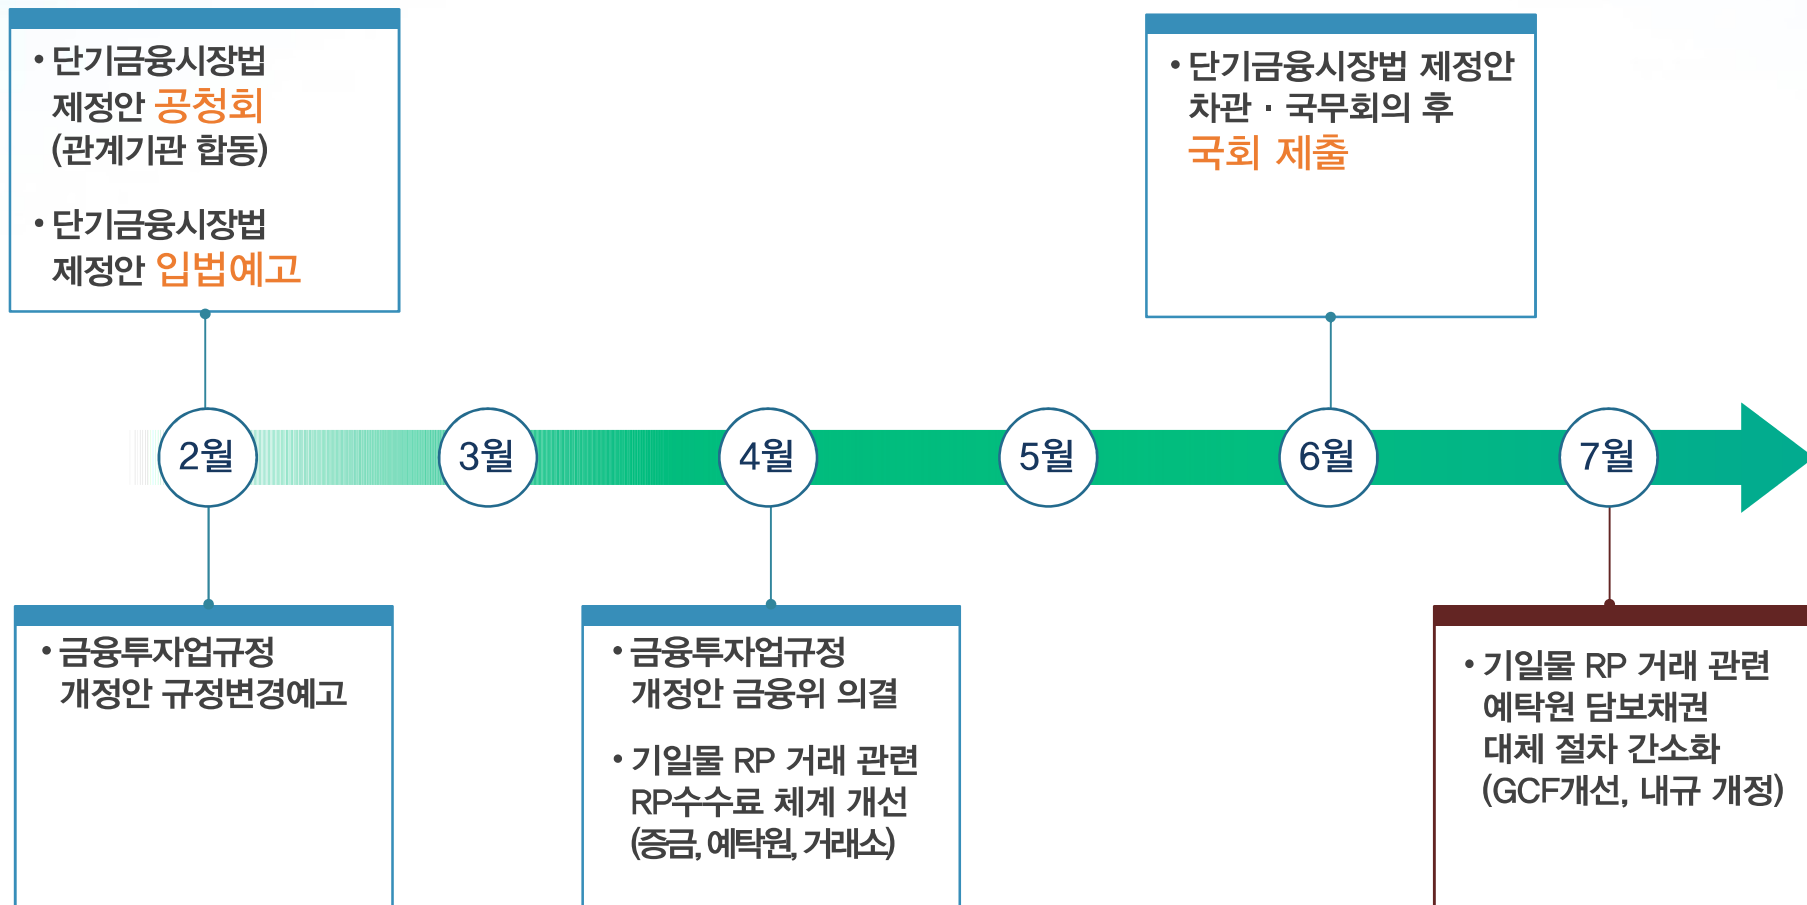 • 단기금융시장법
제정안 공청회
(관계기관 합동)
• 단기금융시장법
제정안 입법예고
• 단기금융시장법 제정안
차관 · 국무회의 후
국회 제출
2월
3월
4월
5월
6월
7월
• 금융투자업규정
개정안 규정변경예고
• 금융투자업규정
개정안 금융위 의결
• 기일물 RP 거래 관련
RP수수료 체계 개선
(증금, 예탁원, 거래소)
• 기일물 RP 거래 관련
예탁원 담보채권
대체 절차 간소화
(GCF개선, 내규 개정)